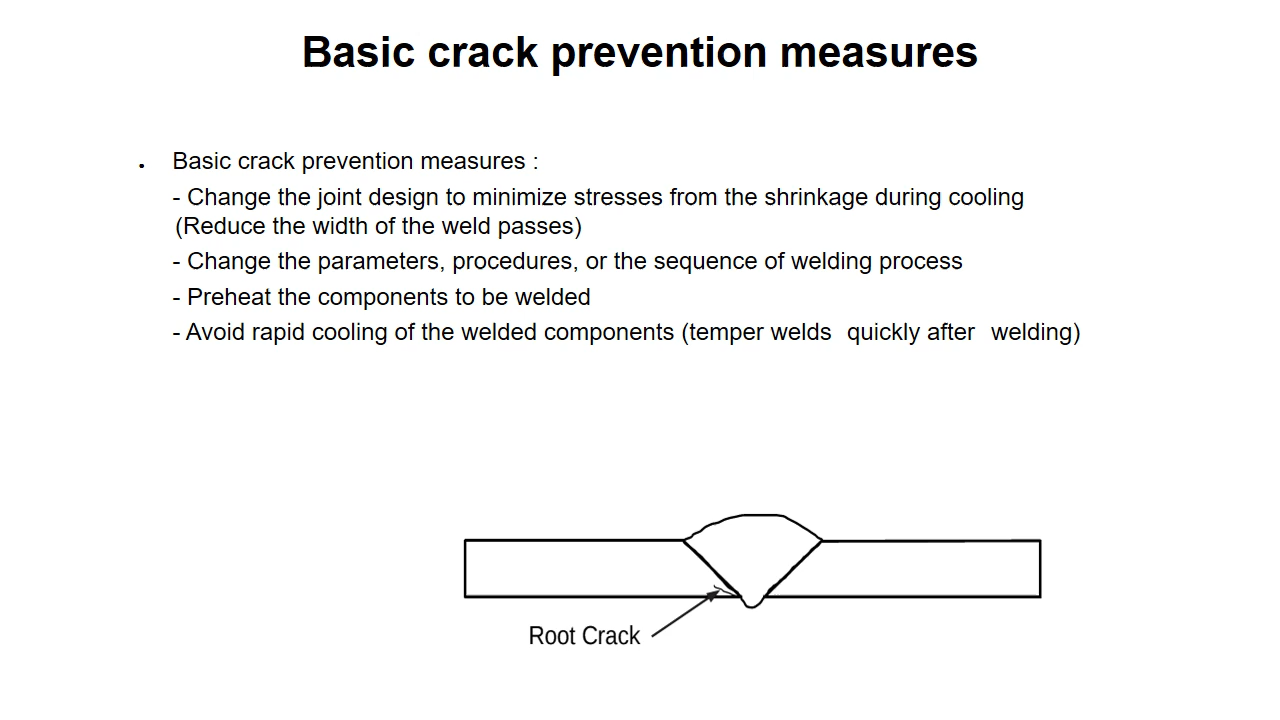 Basic crack prevention measures
. Basic crack prevention measures :
- Change the joint design to minimize stresses from the shrinkage during cooling
(Reduce the width of the weld passes)
- Change the parameters, procedures, or the sequence of welding process
- Preheat the components to be welded
- Avoid rapid cooling of the welded components (temper welds quickly after welding)
Root Crack